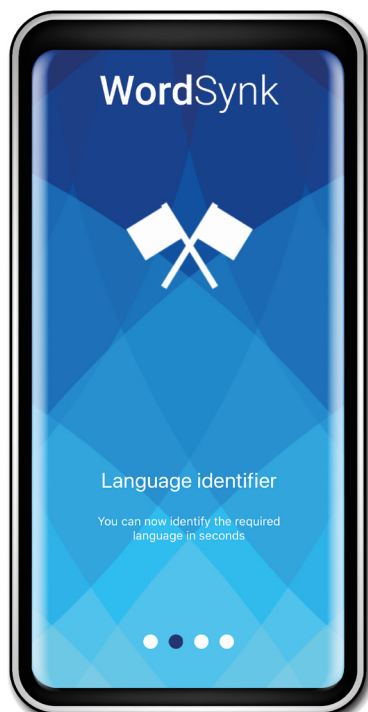 WordSynk
Language identifier
You can now identify the required
language in seconds